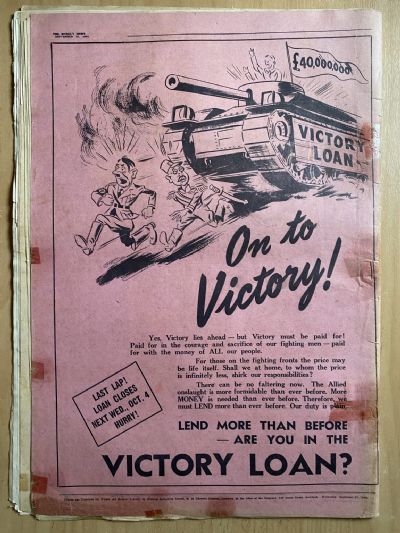 THE WEEKLY NEWS
SEPTEMBER 27, 1944
£40,000,000
VICTORY
LOAN
On to
Victory!
Yes, Victory lies ahead — but Victory must be paid for!
Paid for in the courage and sacrifice of our fighting men — paid
for with the money of ALL our people.
For those on the fighting fronts the price may
be life itself. Shall we at home, to whom the price
is infinitely less, shirk our responsibilities?
There can be no faltering now. The Allied
onslaught is more formidable than ever before. More
MONEY is needed than ever before. Therefore, we
must LEND more than ever before. Our duty is plain.
LAST LAP!
LOAN CLOSES
NEXT WED., OCT. 4
HURRY!
LEND MORE THAN BEFORE
— ARE YOU IN THE
VICTORY LOAN?